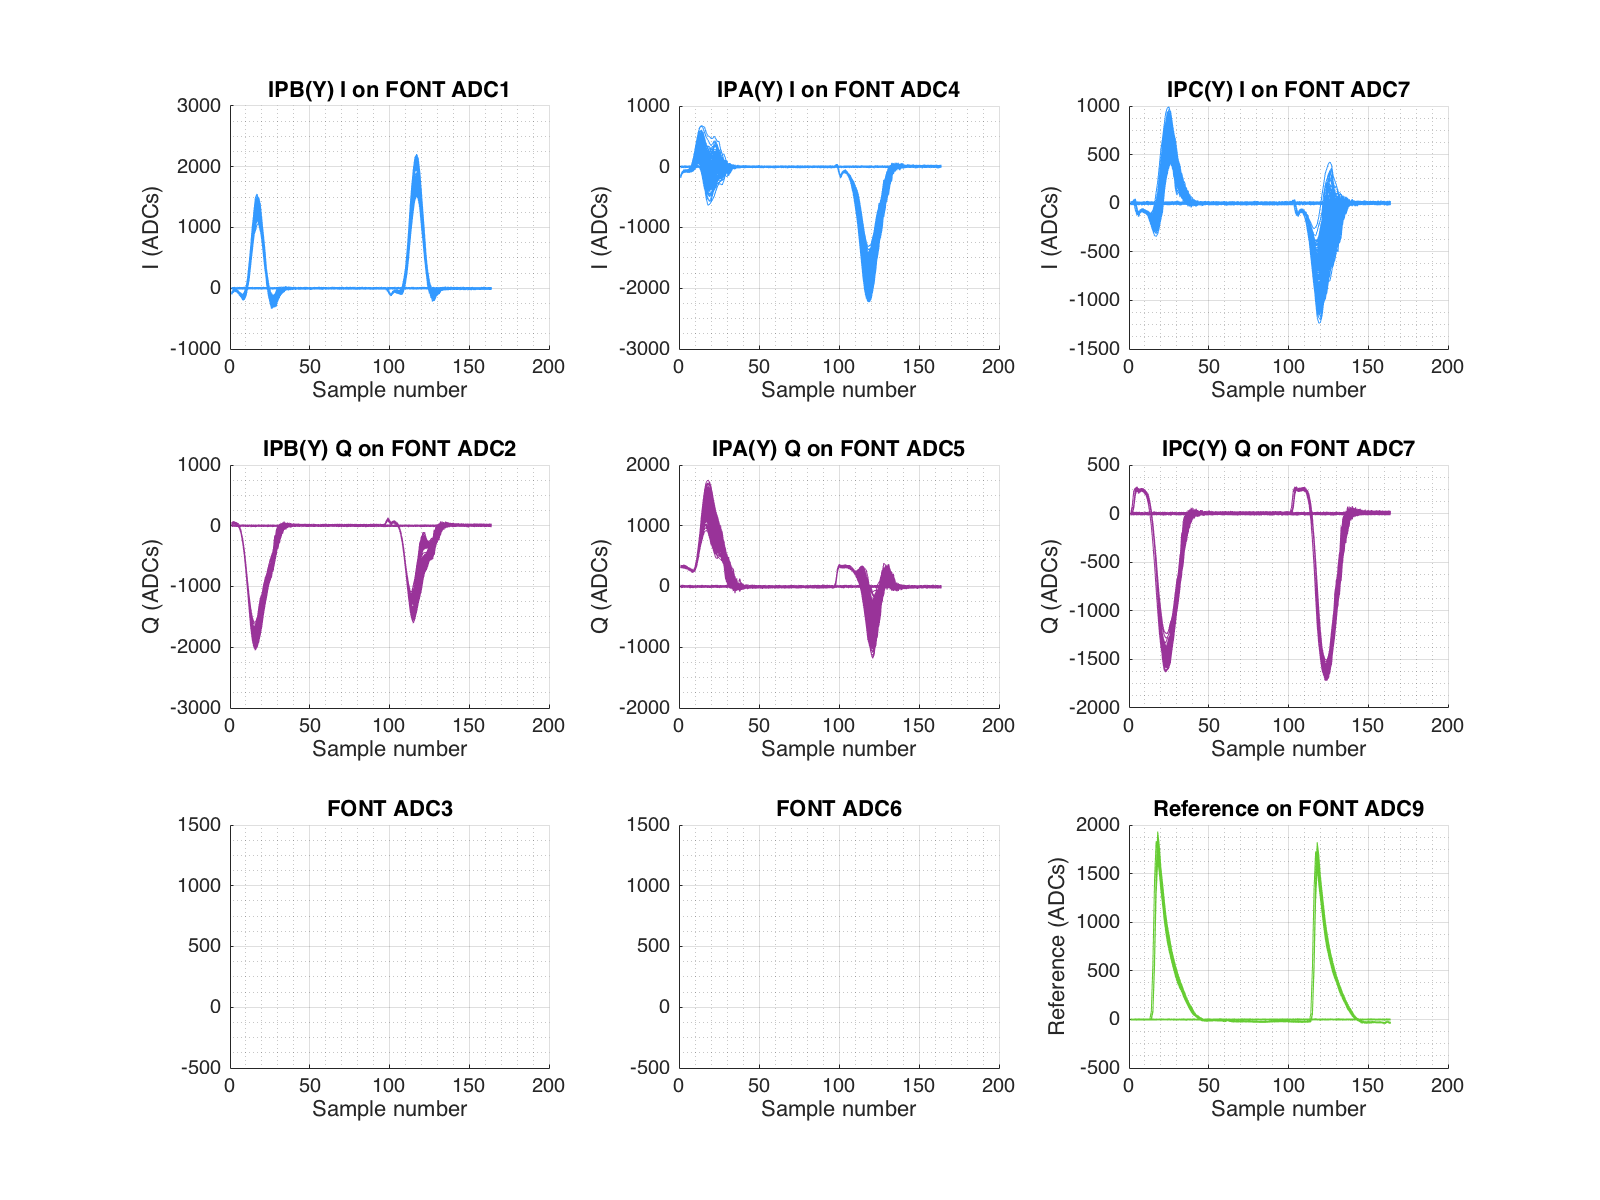 IPB(Y) I on FONT ADC1
3000
2000
1000
0
-1000
I (ADCs)
0 50 100 150 200
Sample number
IPA(Y) I on FONT ADC4
1000
0
-1000
-2000
-3000
I (ADCs)
0 50 100 150 200
Sample number
IPC(Y) I on FONT ADC7
1000
500
0
-500
-1000
-1500
I (ADCs)
0 50 100 150 200
Sample number
IPB(Y) Q on FONT ADC2
1000
0
-1000
-2000
-3000
Q (ADCs)
0 50 100 150 200
Sample number
IPA(Y) Q on FONT ADC5
2000
1000
0
-1000
-2000
Q (ADCs)
0 50 100 150 200
Sample number
IPC(Y) Q on FONT ADC7
500
0
-500
-1000
-1500
-2000
Q (ADCs)
0 50 100 150 200
Sample number
FONT ADC3
1500
1000
500
0
-500
0 50 100 150 200
Sample number
FONT ADC6
1500
1000
500
0
-500
0 50 100 150 200
Sample number
Reference on FONT ADC9
2000
1500
1000
500
0
-500
Reference (ADCs)
0 50 100 150 200
Sample number